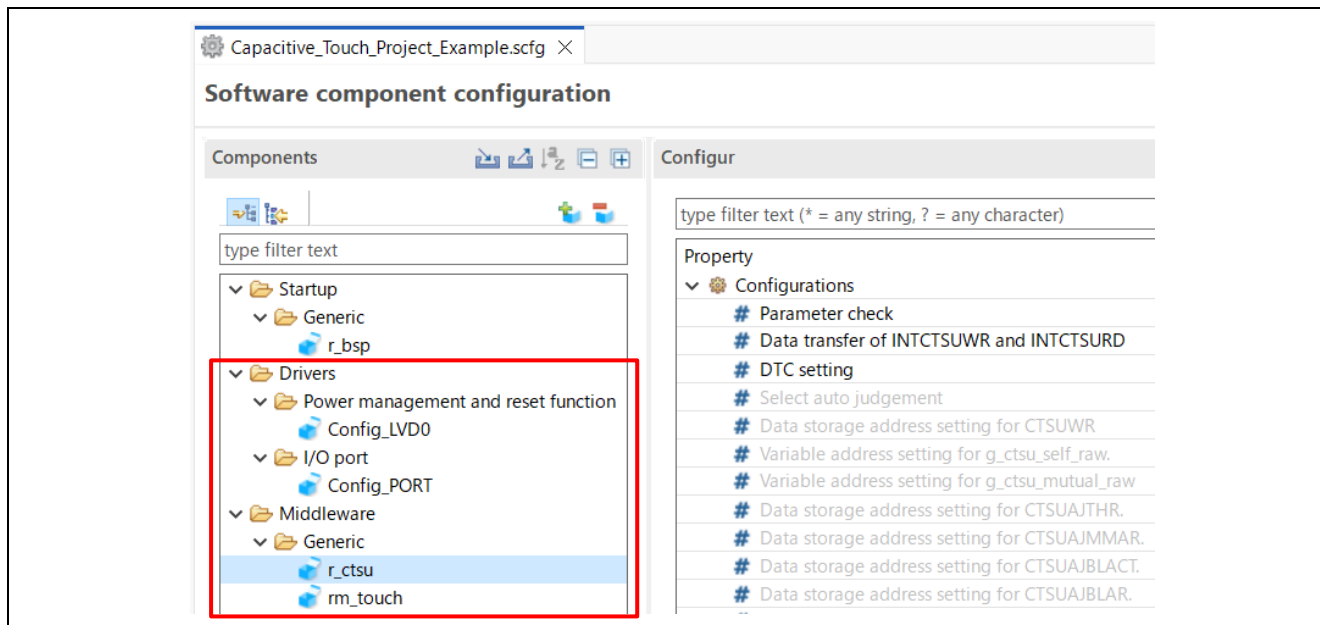 Capacitive_Touch_Project_Example.scfg
Software component configuration
Components
Configur
type filter text
Startup
Generic
r_bsp
Drivers
Power management and reset function
Config_LVD0
I/O port
Config_PORT
Middleware
Generic
r_ctsu
rm_touch
type filter text (* = any string, ? = any character)
Property
Configurations
# Parameter check
# Data transfer of INTCTSUWR and INTCTSURD
# DTC setting
# Select auto judgement
# Data storage address setting for CTSUWR
# Variable address setting for g_ctsu_self_raw.
# Variable address setting for g_ctsu_mutual_raw
# Data storage address setting for CTSUAJTHR.
# Data storage address setting for CTSUAJMMAR.
# Data storage address setting for CTSUAJBLACT.
# Data storage address setting for CTSUAJBLAR.